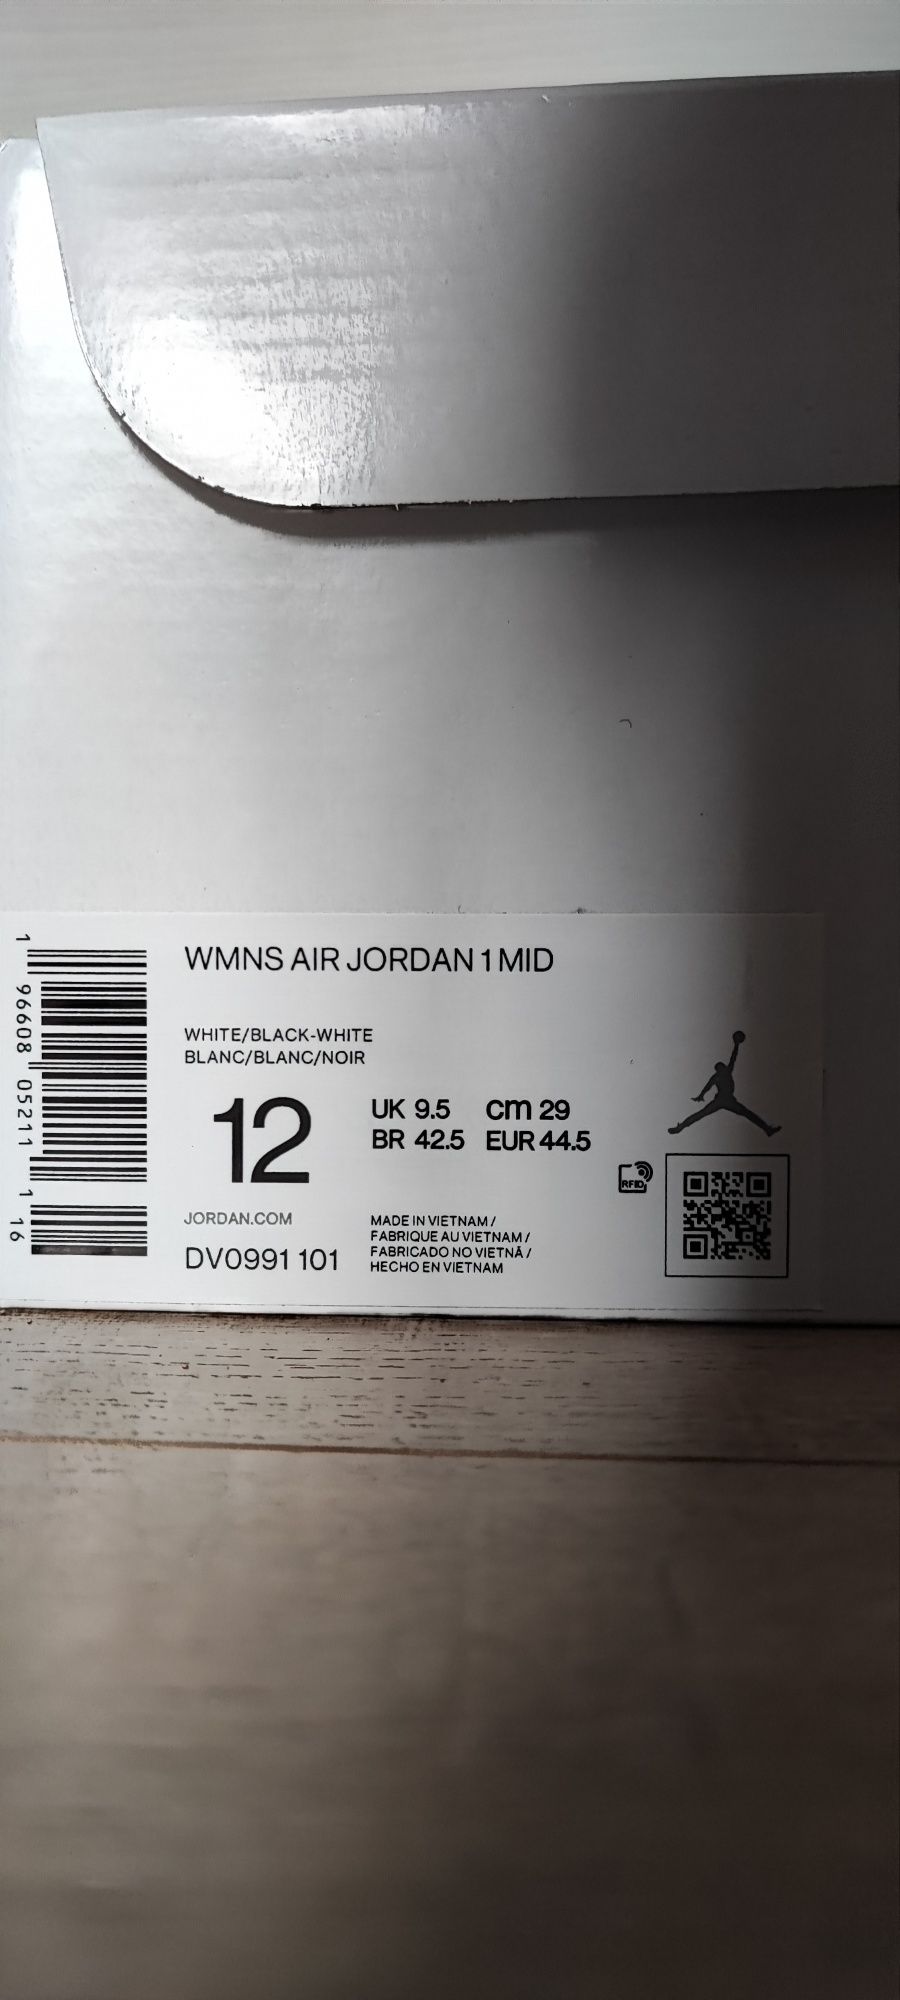 WMNS AIR JORDAN 1 MID
WHITE/BLACK-WHITE
BLANC/BLANC/NOIR
12
UK 9.5 cm 29
BR 42.5 EUR 44.5
RFID
JORDAN.COM
DV0991 101
MADE IN VIETNAM /
FABRIQUE AU VIETNAM /
FABRICADO NO VIETNÃ /
HECHO EN VIETNAM
1 96608 05211 1 16